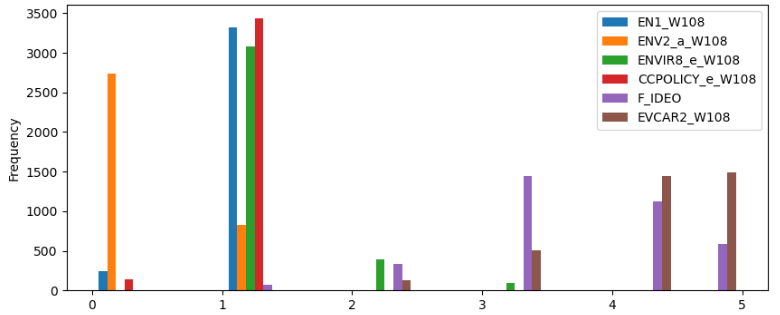 3500
3000
2500
2000
1500
1000
500
0
Frequency
0 1 2 3 4 5
EN1_W108
ENV2_a_W108
ENVIR8_e_W108
CCPOLICY_e_W108
F_IDEO
EVCAR2_W108